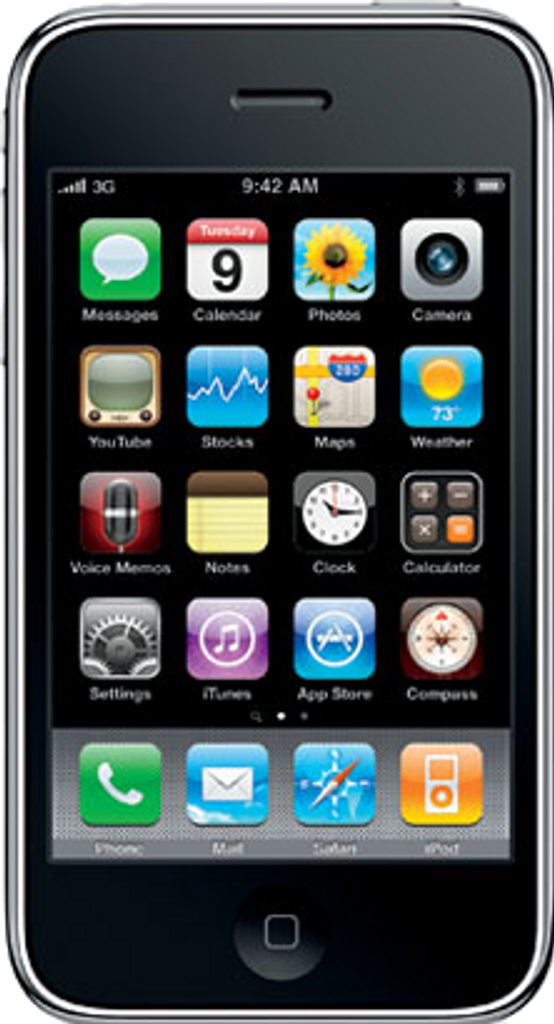 3G 9:42 AM
Tuesday
9
Messages Calendar Photos Camera
280
73°
YouTube Stocks Maps Weather
Voice Memos Notes Clock Calculator
Settings iTunes App Store Compass
Phone Mail Safari iPod